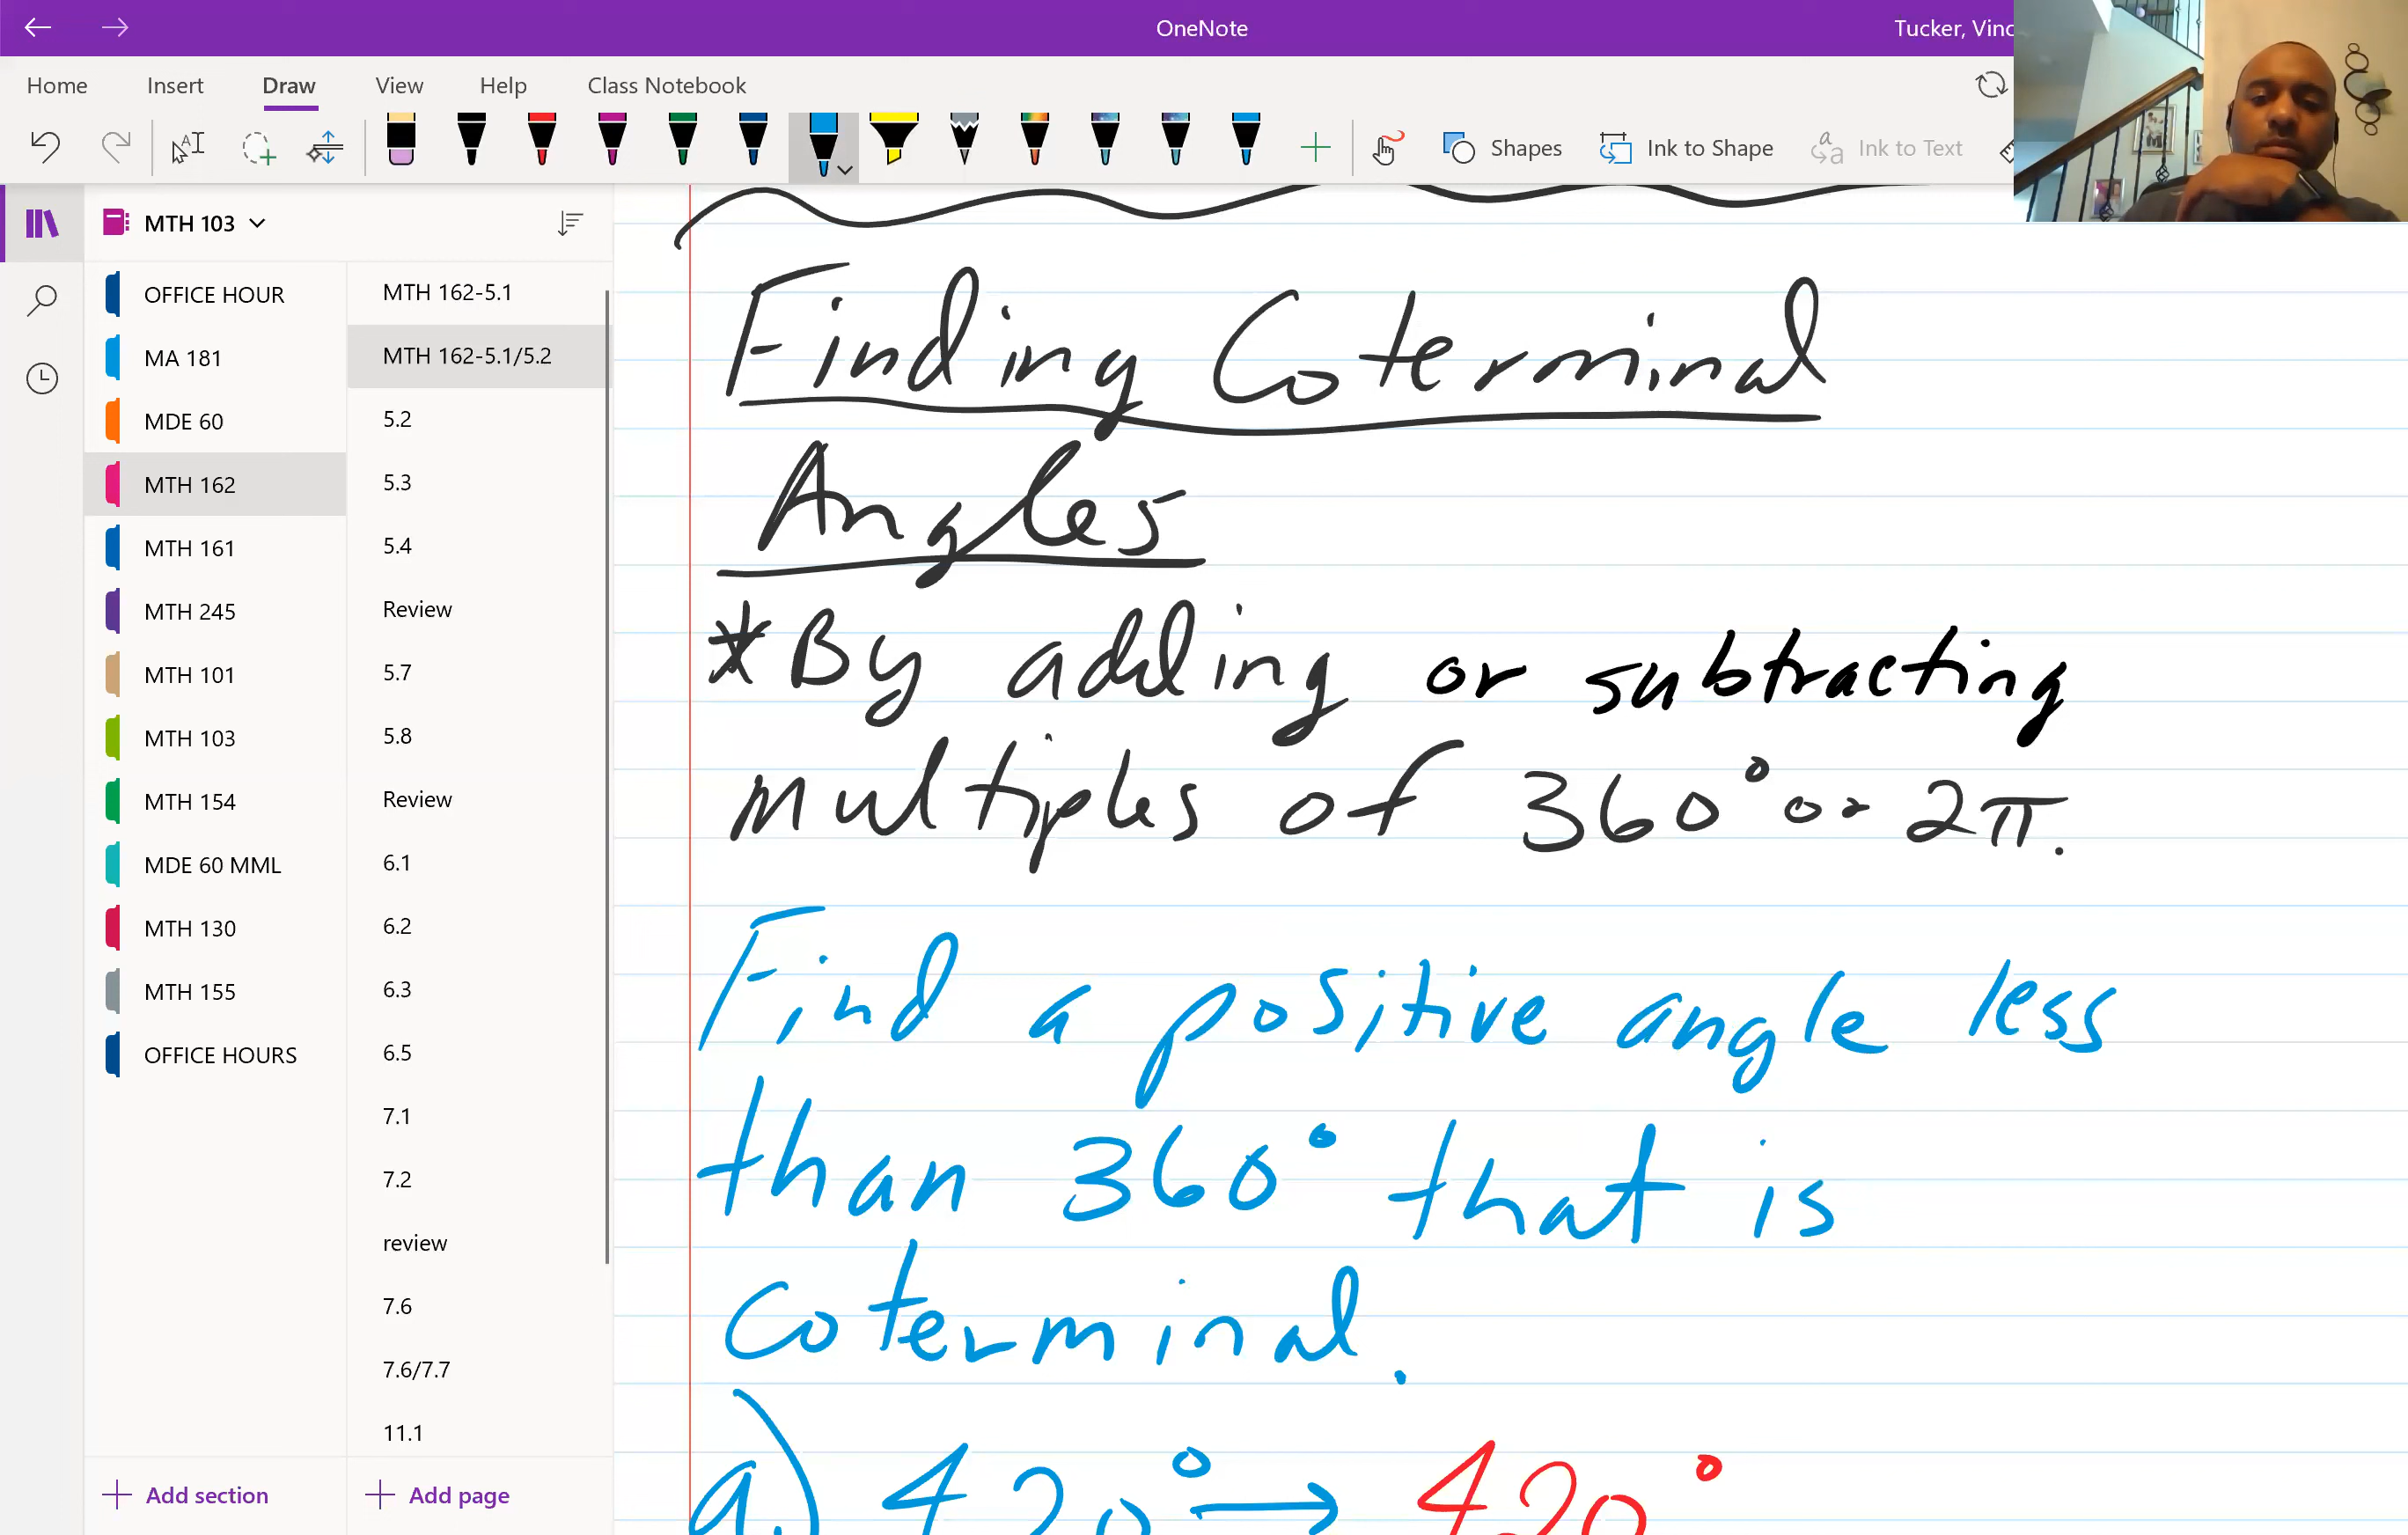 OneNote
Tucker, Vinc
Home Insert Draw View Help Class Notebook
Shapes Ink to Shape Ink to Text
MTH 103
OFFICE HOUR
MA 181
MDE 60
MTH 162
MTH 161
MTH 245
MTH 101
MTH 103
MTH 154
MDE 60 MML
MTH 130
MTH 155
OFFICE HOURS
Add section
MTH 162-5.1
MTH 162-5.1/5.2
5.2
5.3
5.4
Review
5.7
5.8
Review
6.1
6.2
6.3
6.5
7.1
7.2
review
7.6
7.6/7.7
11.1
Add page
Finding Coterminal
Angles
*By adding or subtracting
multiples of 360° or 2π.
Find a positive angle less
than 360° that is
coterminal.
a) 420° → 420°